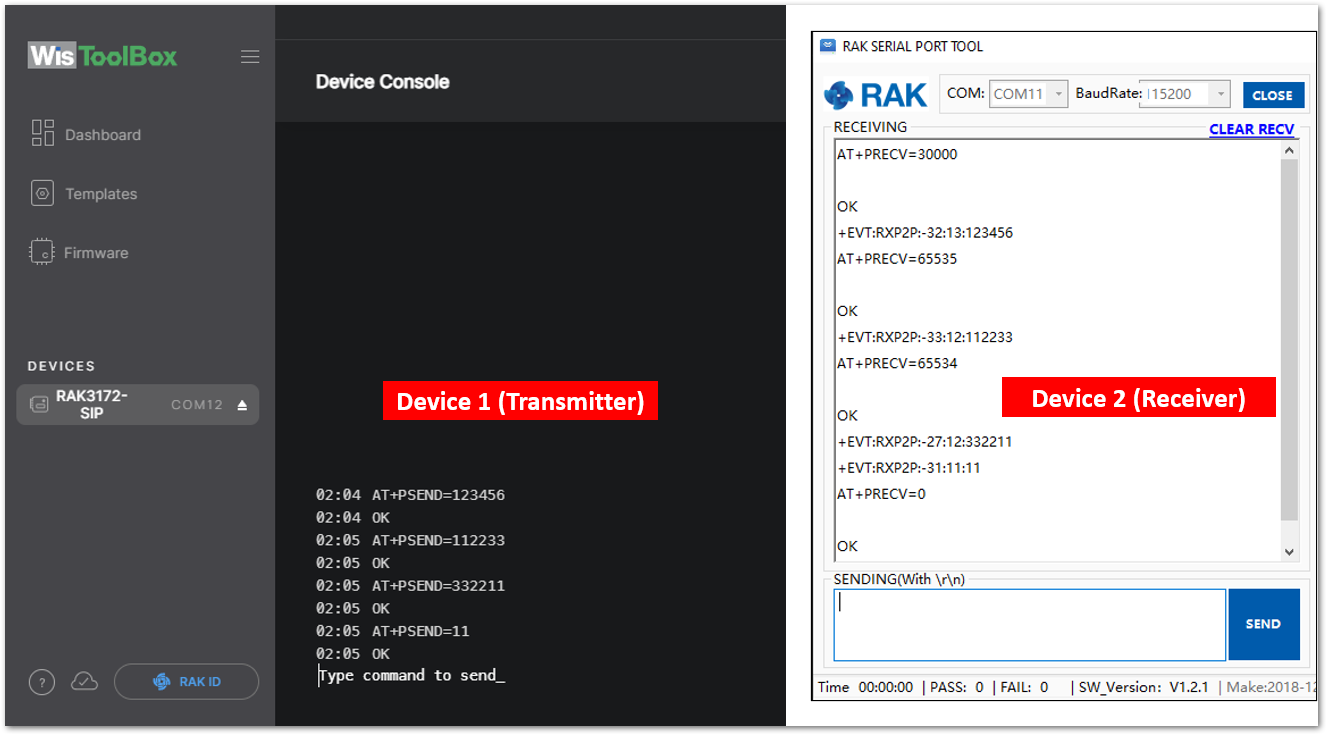 WisToolBox
Dashboard
Templates
Firmware
DEVICES
RAK3172-
SIP
COM12
?
RAK ID
Device Console
Device 1 (Transmitter)
02:04 AT+PSEND=123456
02:04 OK
02:05 AT+PSEND=112233
02:05 OK
02:05 AT+PSEND=332211
02:05 OK
02:05 AT+PSEND=11
02:05 OK
Type command to send_
RAK SERIAL PORT TOOL
RAK
COM: COM11 BaudRate: 115200 CLOSE
RECEIVING
CLEAR RECV
AT+PRECV=30000
OK
+EVT:RXP2P:-32:13:123456
AT+PRECV=65535
OK
+EVT:RXP2P:-33:12:112233
AT+PRECV=65534
Device 2 (Receiver)
OK
+EVT:RXP2P:-27:12:332211
+EVT:RXP2P:-31:11:11
AT+PRECV=0
OK
SENDING(With \r\n)
SEND
Time 00:00:00 | PASS: 0 | FAIL: 0 | SW_Version: V1.2.1 | Make:2018-12